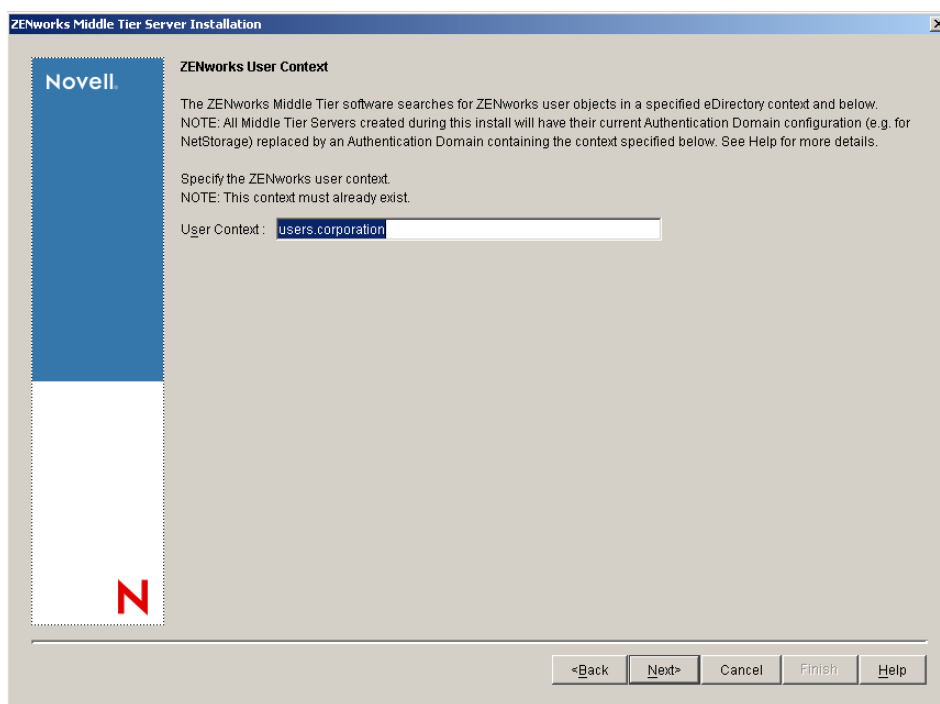 ZENworks Middle Tier Server Installation
Novell.
ZENworks User Context
The ZENworks Middle Tier software searches for ZENworks user objects in a specified eDirectory context and below.
NOTE: All Middle Tier Servers created during this install will have their current Authentication Domain configuration (e.g. for
NetStorage) replaced by an Authentication Domain containing the context specified below. See Help for more details.
Specify the ZENworks user context.
NOTE: This context must already exist.
User Context : users.corporation
N
<Back Next> Cancel Finish Help